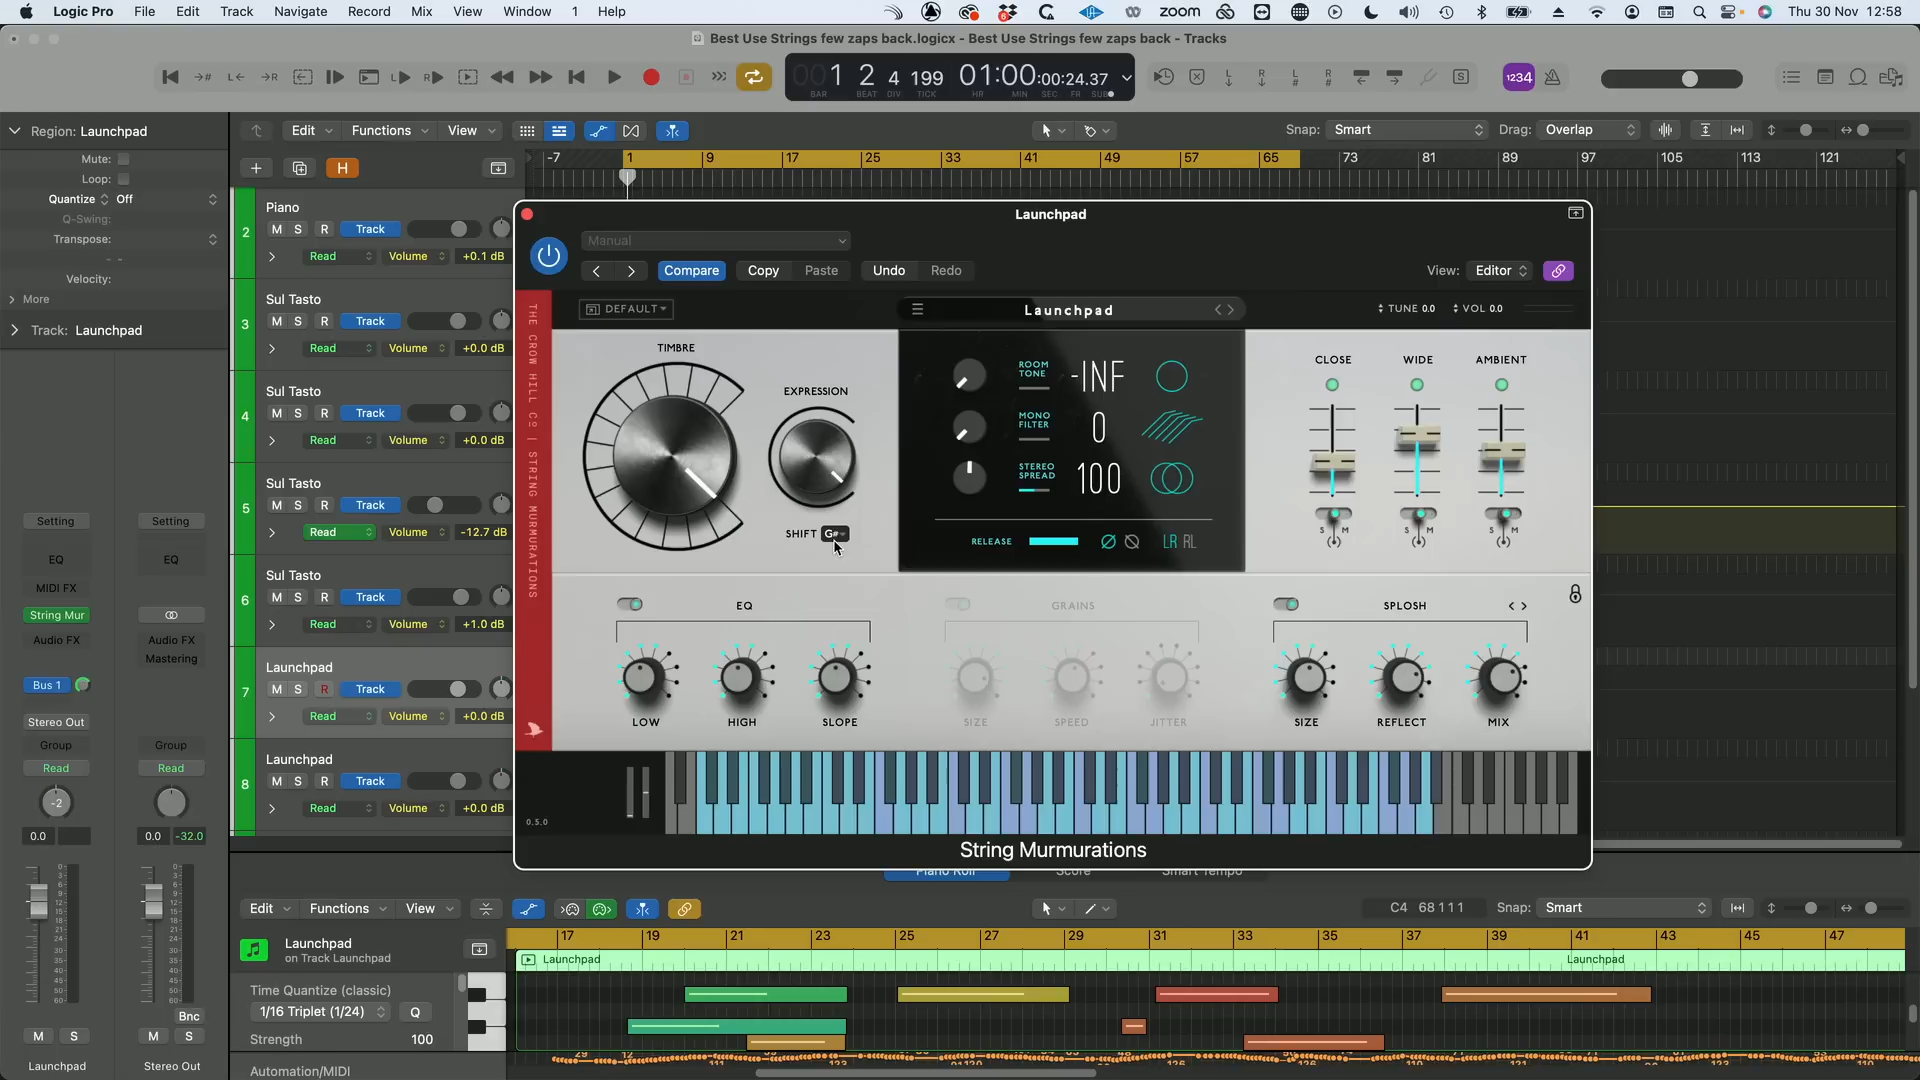 Logic Pro File Edit Track Navigate Record Mix View Window 1 Help
zoom
6
Thu 30 Nov 12:58
Best Use Strings few zaps back.logicx - Best Use Strings few zaps back - Tracks
001 2 4 199 01:00:00:24.37
BAR BEAT DIV TICK HR MIN SEC FR SUB
1234
Region: Launchpad
Mute:
Loop:
Quantize Off
Q-Swing:
Transpose:
Velocity:
More
Track: Launchpad
Edit Functions View
Snap: Smart Drag: Overlap
H
-7 1 9 17 25 33 41 49 57 65 73 81 89 97 105 113 121
2
Piano
M S R Track
Read Volume +0.1 dB
3
Sul Tasto
M S R Track
Read Volume +0.0 dB
4
Sul Tasto
M S R Track
Read Volume +0.0 dB
5
Sul Tasto
M S R Track
Read Volume -12.7 dB
6
Sul Tasto
M S R Track
Read Volume +1.0 dB
7
Launchpad
M S R Track
Read Volume +0.0 dB
8
Launchpad
M S R Track
Read Volume +0.0 dB
Launchpad
Manual
Compare Copy Paste Undo Redo
View: Editor
DEFAULT
Launchpad
TUNE 0.0 VOL 0.0
THE CROW HILL Cº | STRING MURMURATIONS
TIMBRE
EXPRESSION
SHIFT G#
ROOM TONE -INF
MONO FILTER 0
STEREO SPREAD 100
RELEASE LR RL
CLOSE WIDE AMBIENT
S M S M S M
EQ
LOW HIGH SLOPE
GRAINS
SIZE SPEED JITTER
SPLOSH
SIZE REFLECT MIX
0.5.0
String Murmurations
Setting Setting
EQ EQ
MIDI FX
String Mur
Audio FX Audio FX
Mastering
Bus 1
Stereo Out
Group Group
Read Read
-2
0.0 0.0 -32.0
Bnc
M S M S
Launchpad Stereo Out
Piano Roll Score Smart Tempo
Edit Functions View
C4 68 1 1 1 Snap: Smart
17 19 21 23 25 27 29 31 33 35 37 39 41 43 45 47
Launchpad
on Track Launchpad
Launchpad Launchpad
Time Quantize (classic)
1/16 Triplet (1/24) Q
Strength 100
Automation/MIDI